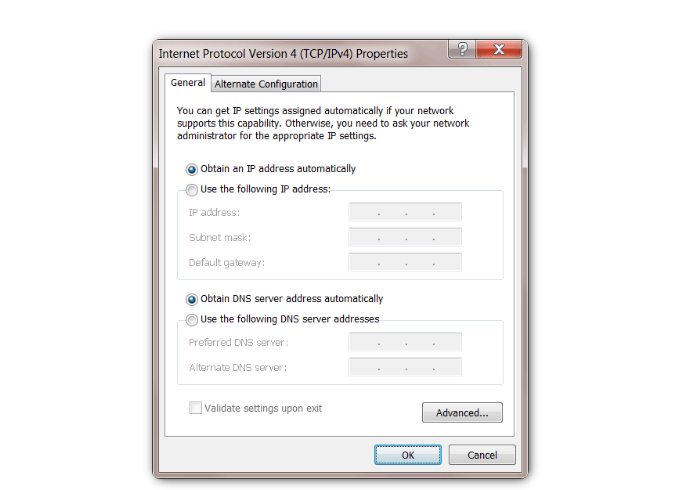 Internet Protocol Version 4 (TCP/IPv4) Properties
General
Alternate Configuration
You can get IP settings assigned automatically if your network
supports this capability. Otherwise, you need to ask your network
administrator for the appropriate IP settings.
Obtain an IP address automatically
Use the following IP address:
IP address:
Subnet mask:
Default gateway:
Obtain DNS server address automatically
Use the following DNS server addresses
Preferred DNS server:
Alternate DNS server:
Validate settings upon exit
Advanced...
OK
Cancel